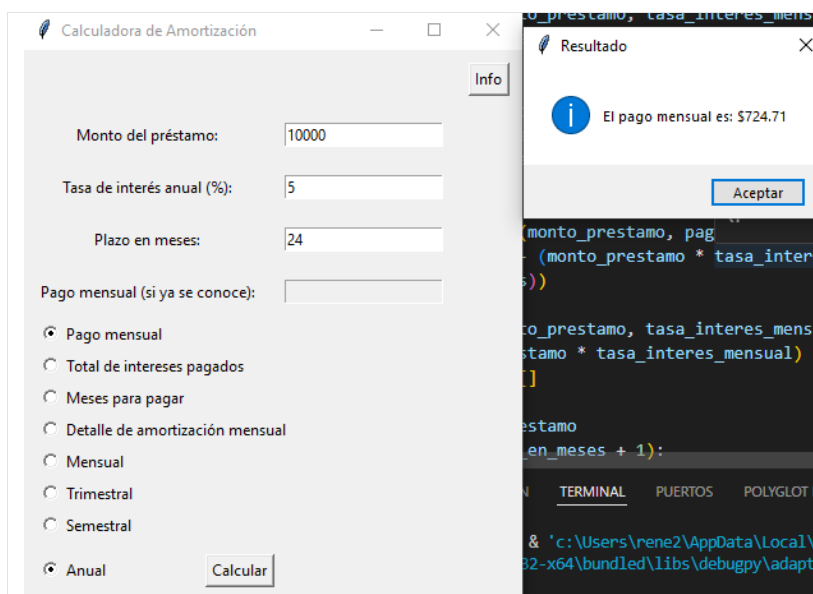 Calculadora de Amortización
Info
Monto del préstamo: 10000
Tasa de interés anual (%): 5
Plazo en meses: 24
Pago mensual (si ya se conoce):
Pago mensual
Total de intereses pagados
Meses para pagar
Detalle de amortización mensual
Mensual
Trimestral
Semestral
Anual
Calcular
Resultado
El pago mensual es: $724.71
Aceptar
(monto_prestamo, pag
(monto_prestamo * tasa_inter
))
to_prestamo, tasa_interes_mens
stamo * tasa_interes_mensual)
[]
estamo
_en_meses + 1):
TERMINAL PUERTOS POLYGLOT
& 'c:\Users\rene2\AppData\Local\
32-x64\bundled\libs\debugpy\adapt